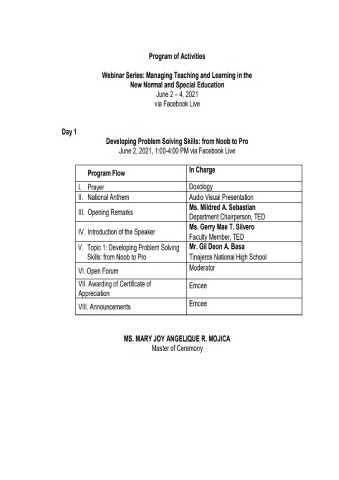 Program of Activities
Webinar Series: Managing Teaching and Learning in the
New Normal and Special Education
June 2 – 4, 2021
via Facebook Live
Day 1
Developing Problem Solving Skills: from Noob to Pro
June 2, 2021, 1:00-4:00 PM via Facebook Live
Program Flow
In Charge
I. Prayer
Doxology
II. National Anthem
Audio Visual Presentation
III. Opening Remarks
Ms. Mildred A. Sebastian
Department Chairperson, TED
IV. Introduction of the Speaker
Ms. Gerry Mae T. Silvero
Faculty Member, TED
V. Topic 1: Developing Problem Solving
Skills: from Noob to Pro
Mr. Gil Deon A. Basa
Tinajeros National High School
VI. Open Forum
Moderator
VII. Awarding of Certificate of
Appreciation
Emcee
VIII. Announcements
Emcee
MS. MARY JOY ANGELIQUE R. MOJICA
Master of Ceremony